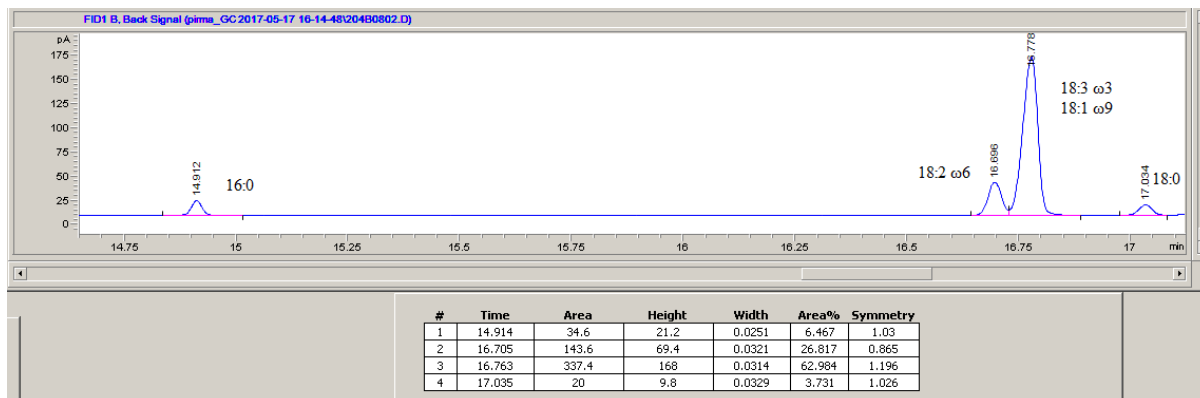 FID1 B, Back Signal (pirma_GC 2017-05-17 16-14-48\204B0802.D)
pA
175
150
125
100
75
50
25
0
14.912
16:0
18:2 ω6
16.696
16.778
18:3 ω3
18:1 ω9
17.034
18:0
14.75 15 15.25 15.5 15.75 16 16.25 16.5 16.75 17 min
# Time Area Height Width Area% Symmetry
1 14.914 34.6 21.2 0.0251 6.467 1.03
2 16.705 143.6 69.4 0.0321 26.817 0.865
3 16.763 337.4 168 0.0314 62.984 1.196
4 17.035 20 9.8 0.0329 3.731 1.026